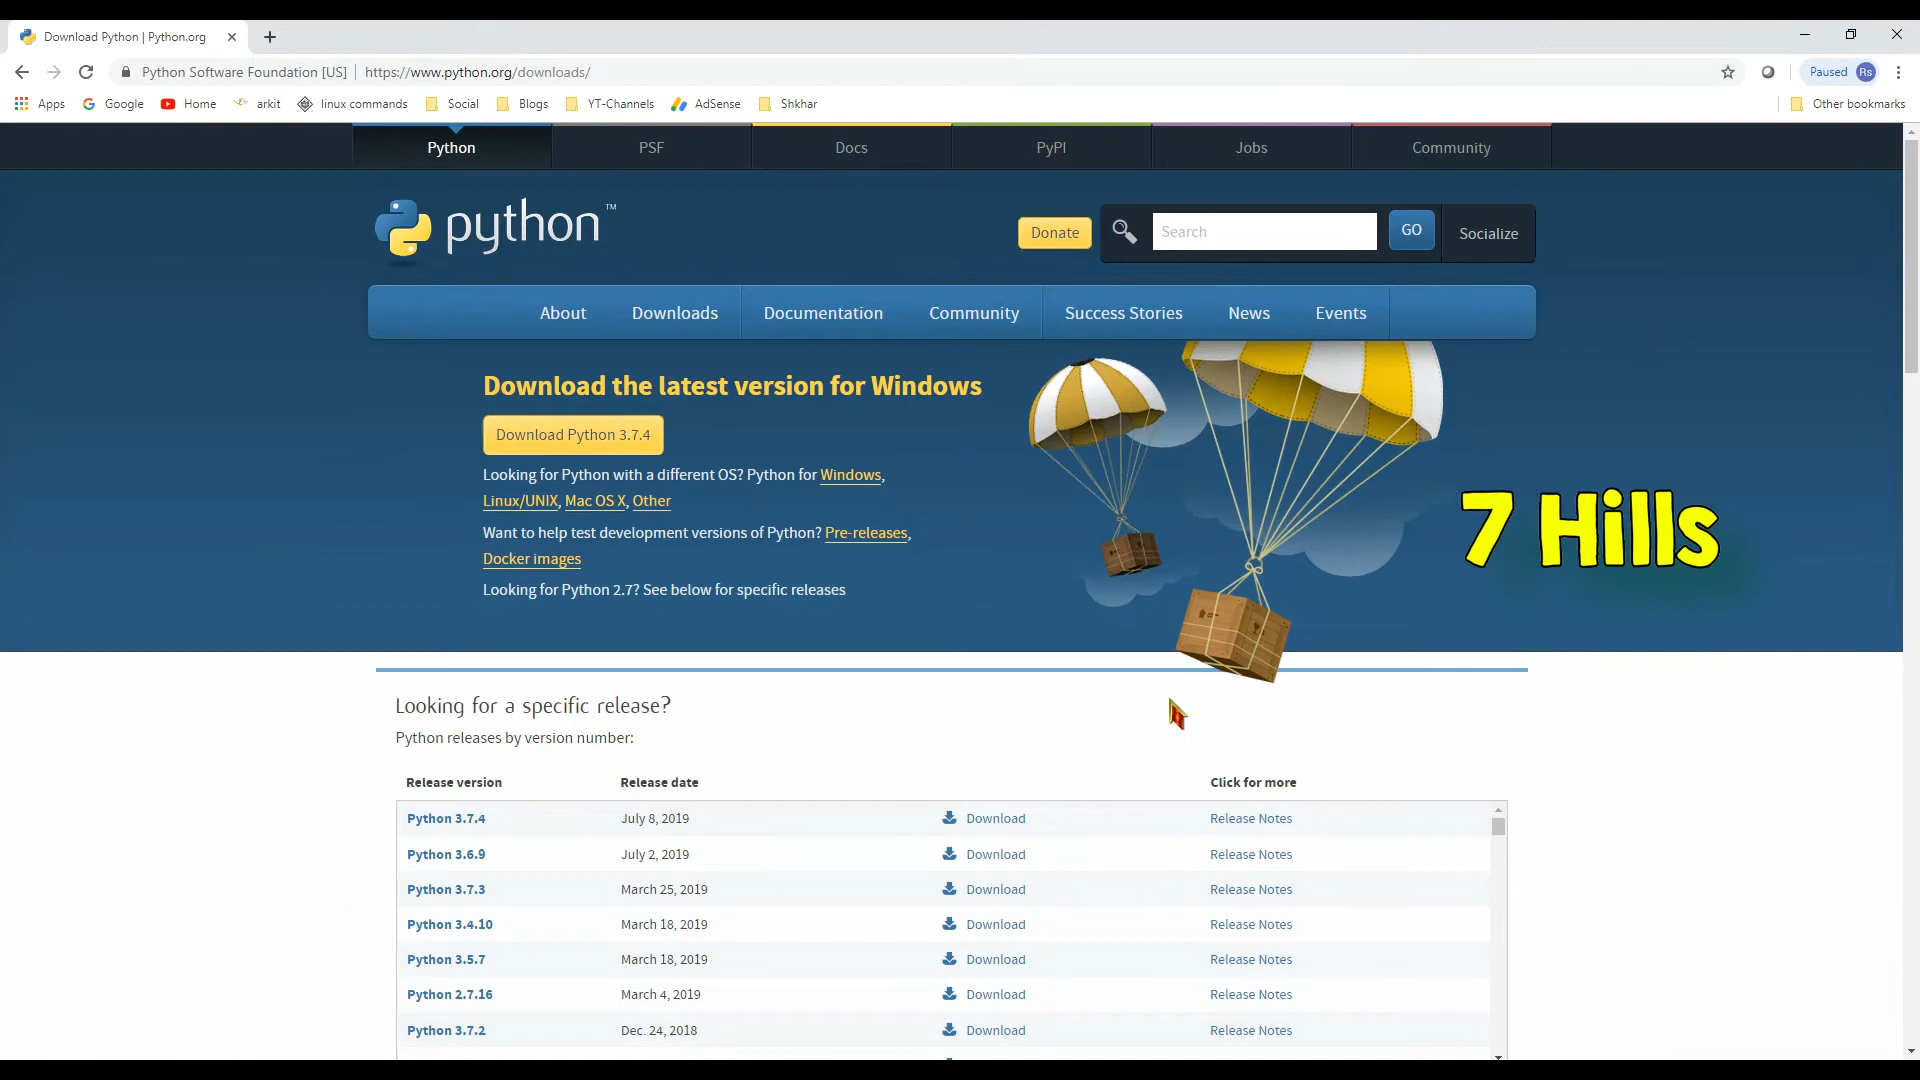 Download Python | Python.org
Python Software Foundation [US] | https://www.python.org/downloads/
Paused Rs
Apps Google Home arkit linux commands Social Blogs YT-Channels AdSense Shkhar Other bookmarks
Python PSF Docs PyPI Jobs Community
python™
Donate Search GO Socialize
About Downloads Documentation Community Success Stories News Events
Download the latest version for Windows
Download Python 3.7.4
Looking for Python with a different OS? Python for Windows,
Linux/UNIX, Mac OS X, Other
Want to help test development versions of Python? Pre-releases,
Docker images
Looking for Python 2.7? See below for specific releases
7 Hills
Looking for a specific release?
Python releases by version number:
Release version Release date Click for more
Python 3.7.4 July 8, 2019 Download Release Notes
Python 3.6.9 July 2, 2019 Download Release Notes
Python 3.7.3 March 25, 2019 Download Release Notes
Python 3.4.10 March 18, 2019 Download Release Notes
Python 3.5.7 March 18, 2019 Download Release Notes
Python 2.7.16 March 4, 2019 Download Release Notes
Python 3.7.2 Dec. 24, 2018 Download Release Notes